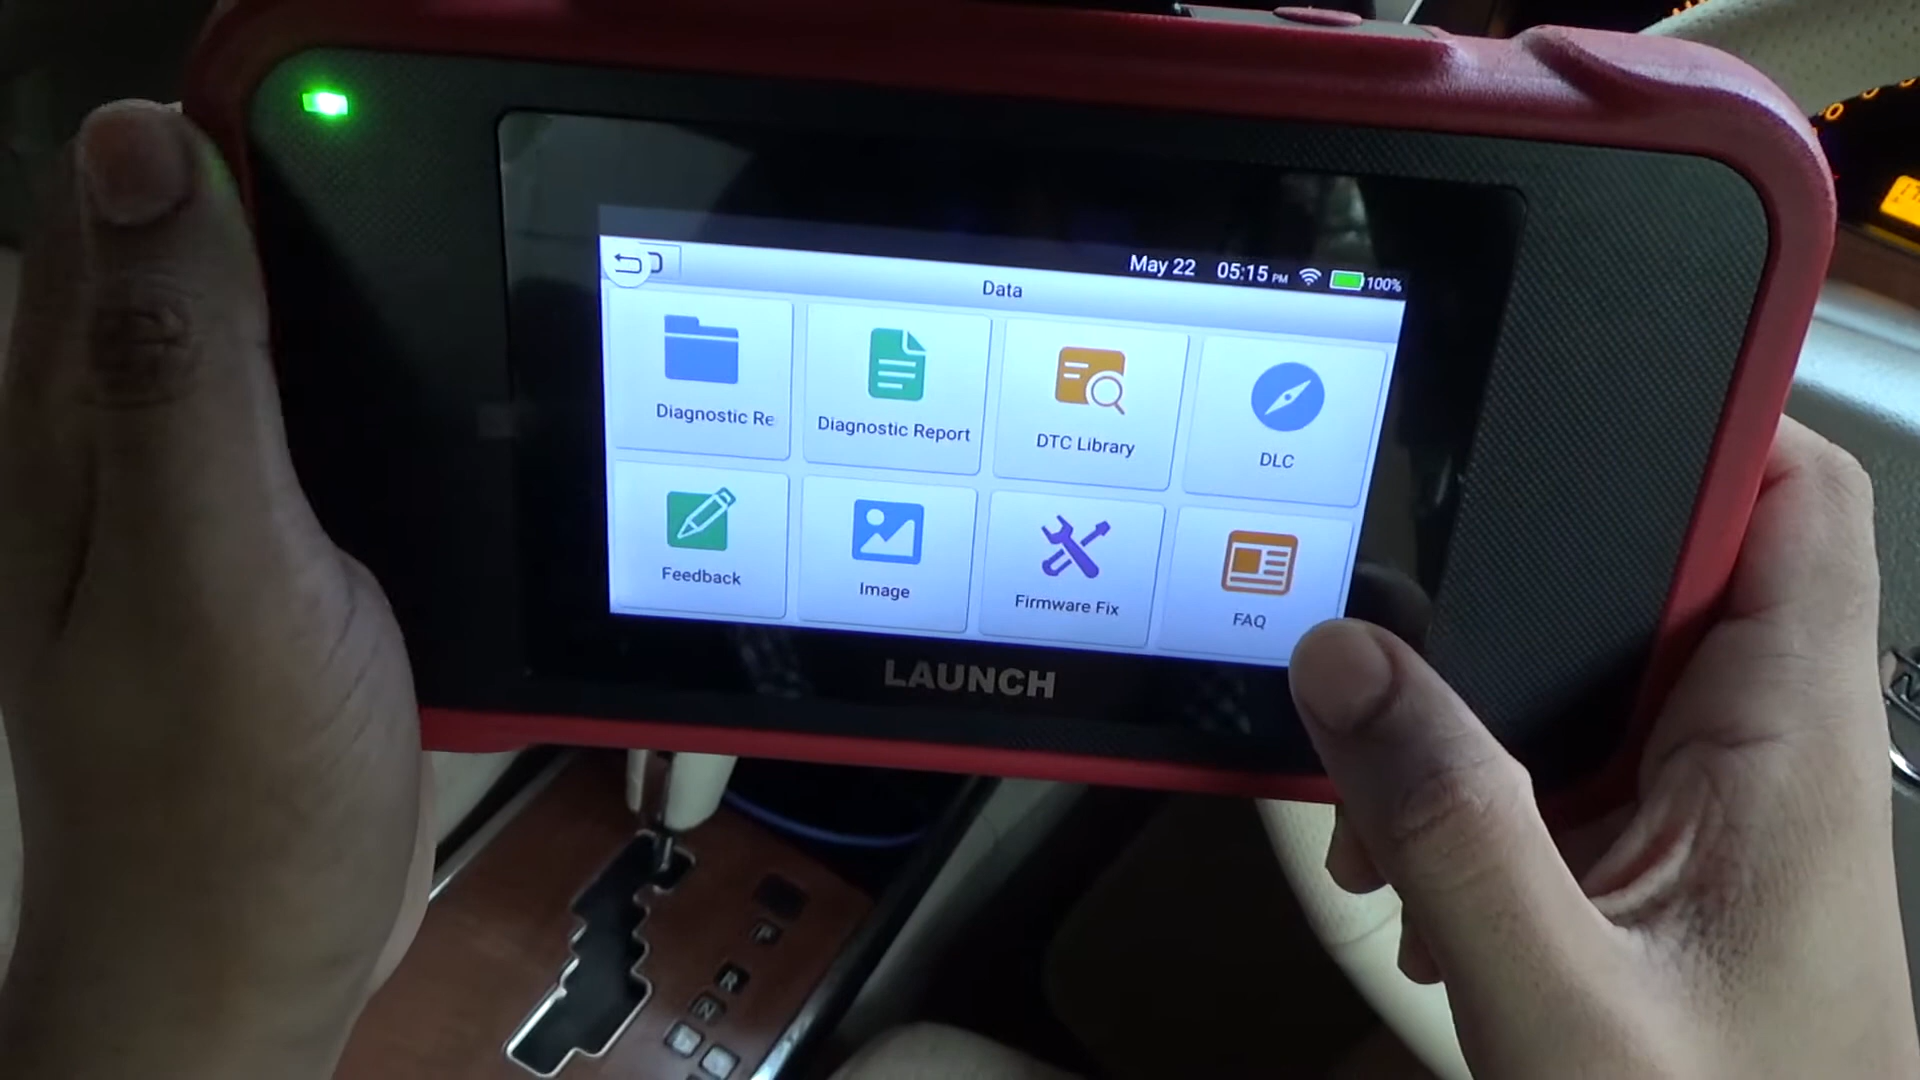 May 22 05:15 PM 100%
Data
Diagnostic Re
Diagnostic Report
DTC Library
DLC
Feedback
Image
Firmware Fix
FAQ
LAUNCH
P
R
N